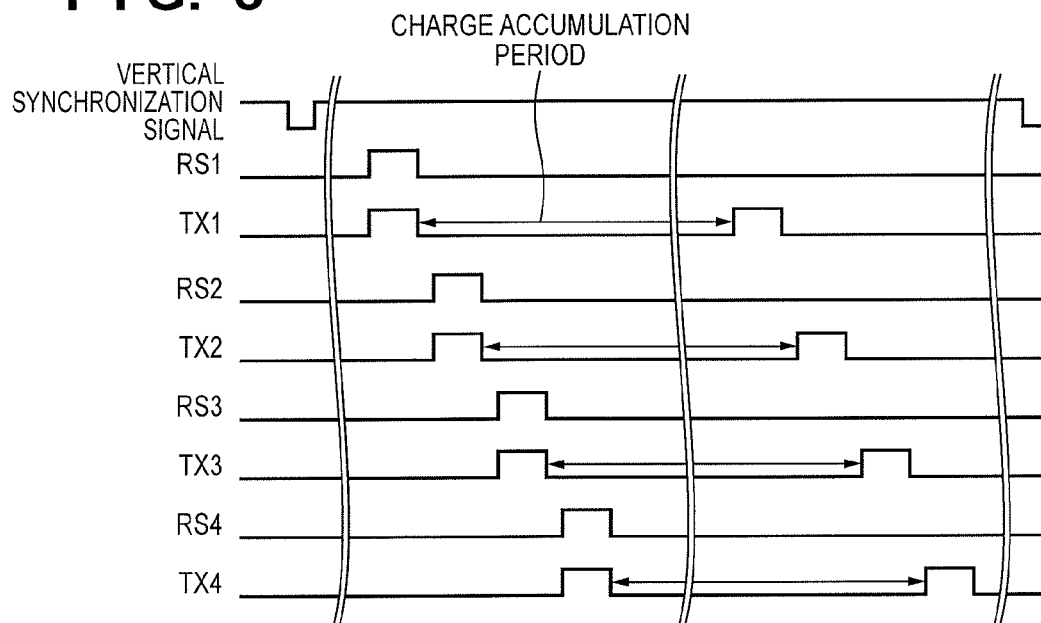 CHARGE ACCUMULATION
PERIOD
VERTICAL
SYNCHRONIZATION
SIGNAL
RS1
TX1
RS2
TX2
RS3
TX3
RS4
TX4